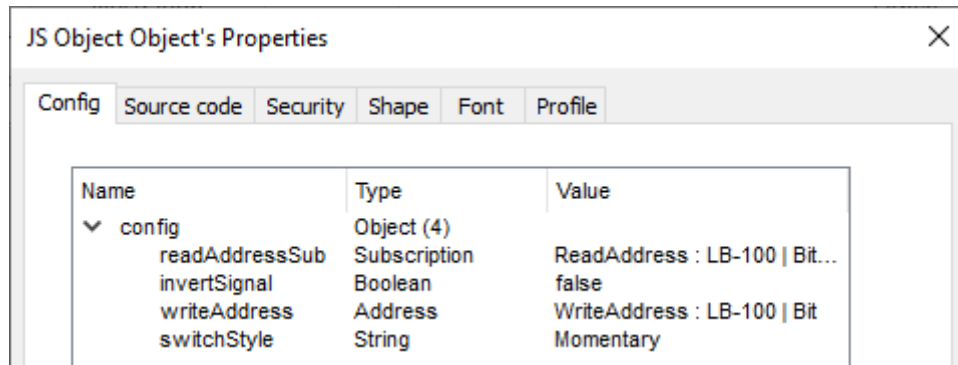 JS Object Object's Properties
Config Source code Security Shape Font Profile
Name Type Value
config Object (4)
readAddressSub Subscription ReadAddress : LB-100 | Bit...
invertSignal Boolean false
writeAddress Address WriteAddress : LB-100 | Bit
switchStyle String Momentary